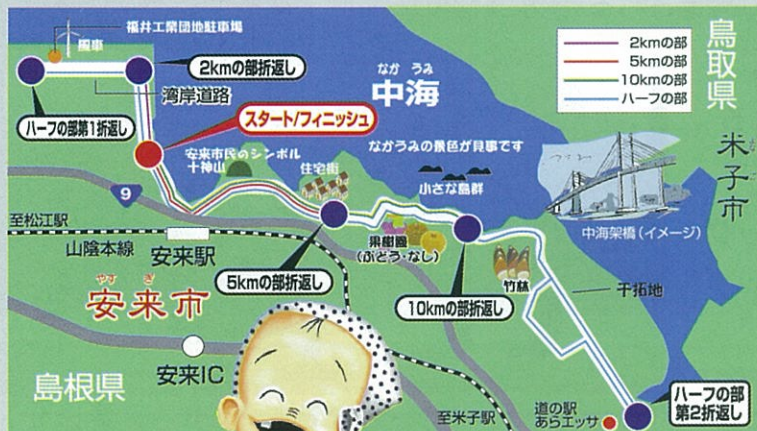 福井工業団地駐車場
風車
2kmの部折返し
湾岸道路
ハーフの部第1折返し
スタート/フィニッシュ
なかうみ
中海
2kmの部
5kmの部
10kmの部
ハーフの部
鳥取県
米子市
安来市民のシンボル
十神山
住宅街
なかうみの景色が見事です
小さな島群
中海架橋(イメージ)
9
至松江駅
山陰本線
安来駅
やすぎ
安来市
5kmの部折返し
果樹園
(ぶどう・なし)
10kmの部折返し
竹林
干拓地
島根県
安来IC
至米子駅
道の駅
あらエッサ
ハーフの部
第2折返し